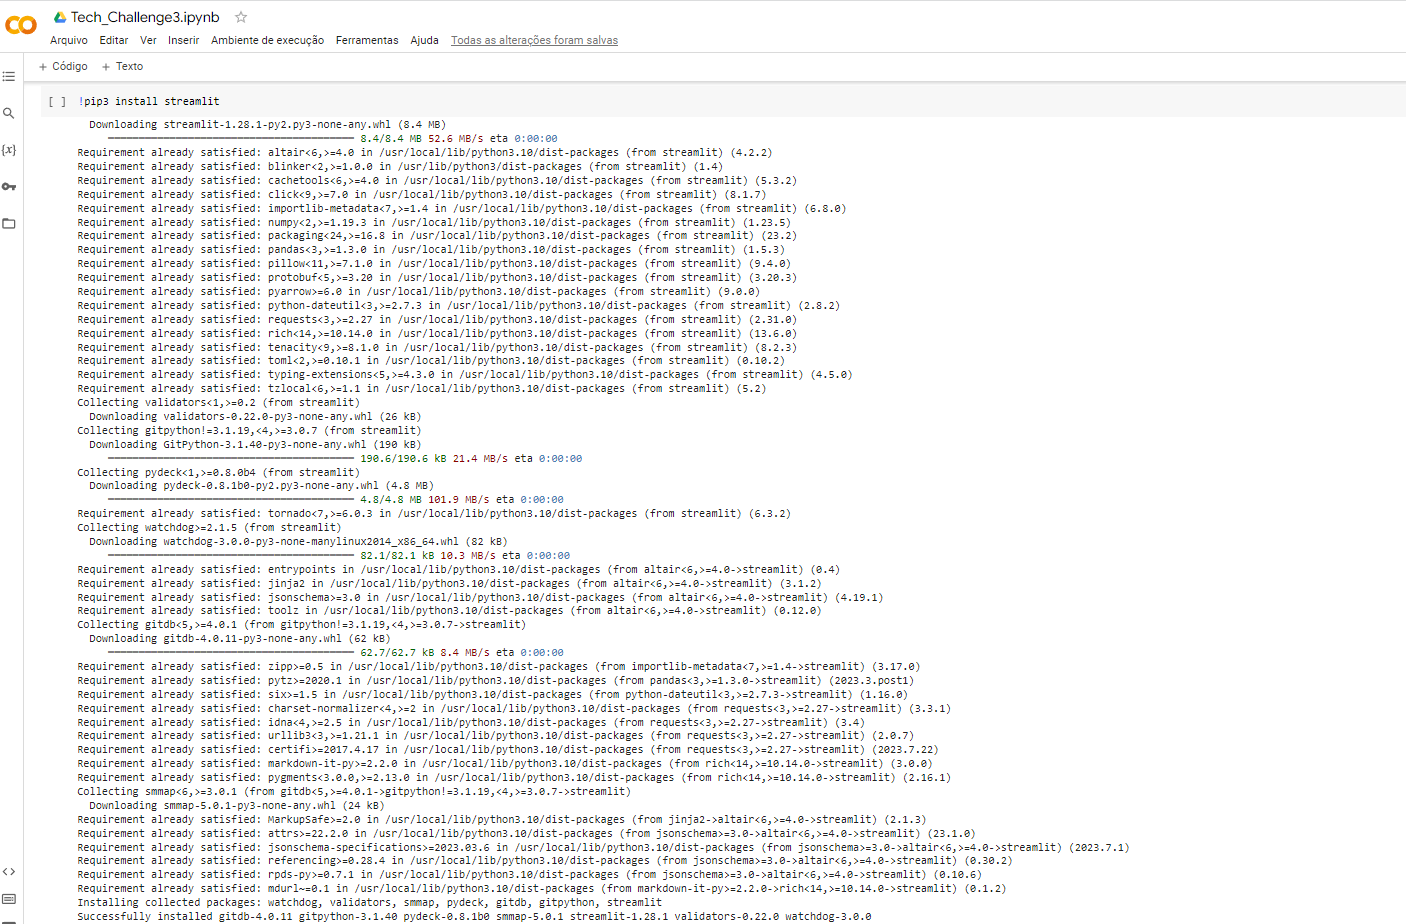 Tech_Challenge3.ipynb
Arquivo Editar Ver Inserir Ambiente de execução Ferramentas Ajuda Todas as alterações foram salvas
+ Código + Texto
[ ] !pip3 install streamlit
Downloading streamlit-1.28.1-py2.py3-none-any.whl (8.4 MB)
8.4/8.4 MB 52.6 MB/s eta 0:00:00
Requirement already satisfied: altair<6,>=4.0 in /usr/local/lib/python3.10/dist-packages (from streamlit) (4.2.2)
Requirement already satisfied: blinker<2,>=1.0.0 in /usr/lib/python3/dist-packages (from streamlit) (1.4)
Requirement already satisfied: cachetools<6,>=4.0 in /usr/local/lib/python3.10/dist-packages (from streamlit) (5.3.2)
Requirement already satisfied: click<9,>=7.0 in /usr/local/lib/python3.10/dist-packages (from streamlit) (8.1.7)
Requirement already satisfied: importlib-metadata<7,>=1.4 in /usr/local/lib/python3.10/dist-packages (from streamlit) (6.8.0)
Requirement already satisfied: numpy<2,>=1.19.3 in /usr/local/lib/python3.10/dist-packages (from streamlit) (1.23.5)
Requirement already satisfied: packaging<24,>=16.8 in /usr/local/lib/python3.10/dist-packages (from streamlit) (23.2)
Requirement already satisfied: pandas<3,>=1.3.0 in /usr/local/lib/python3.10/dist-packages (from streamlit) (1.5.3)
Requirement already satisfied: pillow<11,>=7.1.0 in /usr/local/lib/python3.10/dist-packages (from streamlit) (9.4.0)
Requirement already satisfied: protobuf<5,>=3.20 in /usr/local/lib/python3.10/dist-packages (from streamlit) (3.20.3)
Requirement already satisfied: pyarrow>=6.0 in /usr/local/lib/python3.10/dist-packages (from streamlit) (9.0.0)
Requirement already satisfied: python-dateutil<3,>=2.7.3 in /usr/local/lib/python3.10/dist-packages (from streamlit) (2.8.2)
Requirement already satisfied: requests<3,>=2.27 in /usr/local/lib/python3.10/dist-packages (from streamlit) (2.31.0)
Requirement already satisfied: rich<14,>=10.14.0 in /usr/local/lib/python3.10/dist-packages (from streamlit) (13.6.0)
Requirement already satisfied: tenacity<9,>=8.1.0 in /usr/local/lib/python3.10/dist-packages (from streamlit) (8.2.3)
Requirement already satisfied: toml<2,>=0.10.1 in /usr/local/lib/python3.10/dist-packages (from streamlit) (0.10.2)
Requirement already satisfied: typing-extensions<5,>=4.3.0 in /usr/local/lib/python3.10/dist-packages (from streamlit) (4.5.0)
Requirement already satisfied: tzlocal<6,>=1.1 in /usr/local/lib/python3.10/dist-packages (from streamlit) (5.2)
Collecting validators<1,>=0.2 (from streamlit)
Downloading validators-0.22.0-py3-none-any.whl (26 kB)
Collecting gitpython!=3.1.19,<4,>=3.0.7 (from streamlit)
Downloading GitPython-3.1.40-py3-none-any.whl (190 kB)
190.6/190.6 kB 21.4 MB/s eta 0:00:00
Collecting pydeck<1,>=0.8.0b4 (from streamlit)
Downloading pydeck-0.8.1b0-py2.py3-none-any.whl (4.8 MB)
4.8/4.8 MB 101.9 MB/s eta 0:00:00
Requirement already satisfied: tornado<7,>=6.0.3 in /usr/local/lib/python3.10/dist-packages (from streamlit) (6.3.2)
Collecting watchdog>=2.1.5 (from streamlit)
Downloading watchdog-3.0.0-py3-none-manylinux2014_x86_64.whl (82 kB)
82.1/82.1 kB 10.3 MB/s eta 0:00:00
Requirement already satisfied: entrypoints in /usr/local/lib/python3.10/dist-packages (from altair<6,>=4.0->streamlit) (0.4)
Requirement already satisfied: jinja2 in /usr/local/lib/python3.10/dist-packages (from altair<6,>=4.0->streamlit) (3.1.2)
Requirement already satisfied: jsonschema>=3.0 in /usr/local/lib/python3.10/dist-packages (from altair<6,>=4.0->streamlit) (4.19.1)
Requirement already satisfied: toolz in /usr/local/lib/python3.10/dist-packages (from altair<6,>=4.0->streamlit) (0.12.0)
Collecting gitdb<5,>=4.0.1 (from gitpython!=3.1.19,<4,>=3.0.7->streamlit)
Downloading gitdb-4.0.11-py3-none-any.whl (62 kB)
62.7/62.7 kB 8.4 MB/s eta 0:00:00
Requirement already satisfied: zipp>=0.5 in /usr/local/lib/python3.10/dist-packages (from importlib-metadata<7,>=1.4->streamlit) (3.17.0)
Requirement already satisfied: pytz>=2020.1 in /usr/local/lib/python3.10/dist-packages (from pandas<3,>=1.3.0->streamlit) (2023.3.post1)
Requirement already satisfied: six>=1.5 in /usr/local/lib/python3.10/dist-packages (from python-dateutil<3,>=2.7.3->streamlit) (1.16.0)
Requirement already satisfied: charset-normalizer<4,>=2 in /usr/local/lib/python3.10/dist-packages (from requests<3,>=2.27->streamlit) (3.3.1)
Requirement already satisfied: idna<4,>=2.5 in /usr/local/lib/python3.10/dist-packages (from requests<3,>=2.27->streamlit) (3.4)
Requirement already satisfied: urllib3<3,>=1.21.1 in /usr/local/lib/python3.10/dist-packages (from requests<3,>=2.27->streamlit) (2.0.7)
Requirement already satisfied: certifi>=2017.4.17 in /usr/local/lib/python3.10/dist-packages (from requests<3,>=2.27->streamlit) (2023.7.22)
Requirement already satisfied: markdown-it-py>=2.2.0 in /usr/local/lib/python3.10/dist-packages (from rich<14,>=10.14.0->streamlit) (3.0.0)
Requirement already satisfied: pygments<3.0.0,>=2.13.0 in /usr/local/lib/python3.10/dist-packages (from rich<14,>=10.14.0->streamlit) (2.16.1)
Collecting smmap<6,>=3.0.1 (from gitdb<5,>=4.0.1->gitpython!=3.1.19,<4,>=3.0.7->streamlit)
Downloading smmap-5.0.1-py3-none-any.whl (24 kB)
Requirement already satisfied: MarkupSafe>=2.0 in /usr/local/lib/python3.10/dist-packages (from jinja2->altair<6,>=4.0->streamlit) (2.1.3)
Requirement already satisfied: attrs>=22.2.0 in /usr/local/lib/python3.10/dist-packages (from jsonschema>=3.0->altair<6,>=4.0->streamlit) (23.1.0)
Requirement already satisfied: jsonschema-specifications>=2023.03.6 in /usr/local/lib/python3.10/dist-packages (from jsonschema>=3.0->altair<6,>=4.0->streamlit) (2023.7.1)
Requirement already satisfied: referencing>=0.28.4 in /usr/local/lib/python3.10/dist-packages (from jsonschema>=3.0->altair<6,>=4.0->streamlit) (0.30.2)
Requirement already satisfied: rpds-py>=0.7.1 in /usr/local/lib/python3.10/dist-packages (from jsonschema>=3.0->altair<6,>=4.0->streamlit) (0.10.6)
Requirement already satisfied: mdurl~=0.1 in /usr/local/lib/python3.10/dist-packages (from markdown-it-py>=2.2.0->rich<14,>=10.14.0->streamlit) (0.1.2)
Installing collected packages: watchdog, validators, smmap, pydeck, gitdb, gitpython, streamlit
Successfully installed gitdb-4.0.11 gitpython-3.1.40 pydeck-0.8.1b0 smmap-5.0.1 streamlit-1.28.1 validators-0.22.0 watchdog-3.0.0